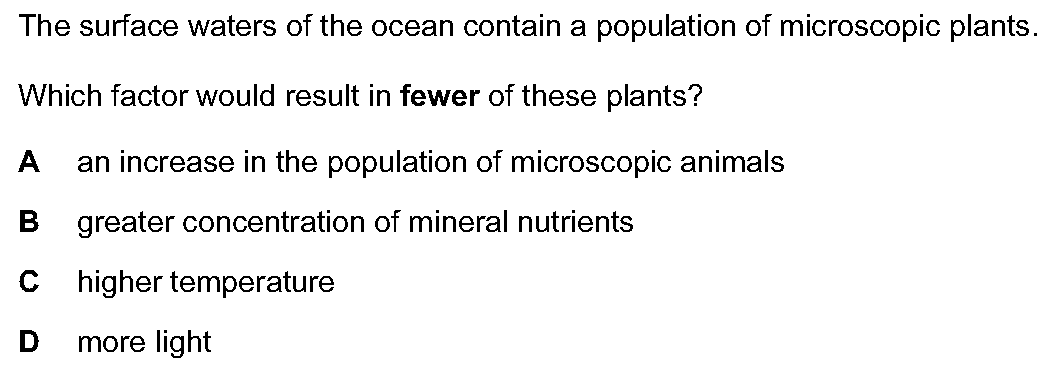 The surface waters of the ocean contain a population of microscopic plants.
Which factor would result in fewer of these plants?
A an increase in the population of microscopic animals
B greater concentration of mineral nutrients
C higher temperature
D more light